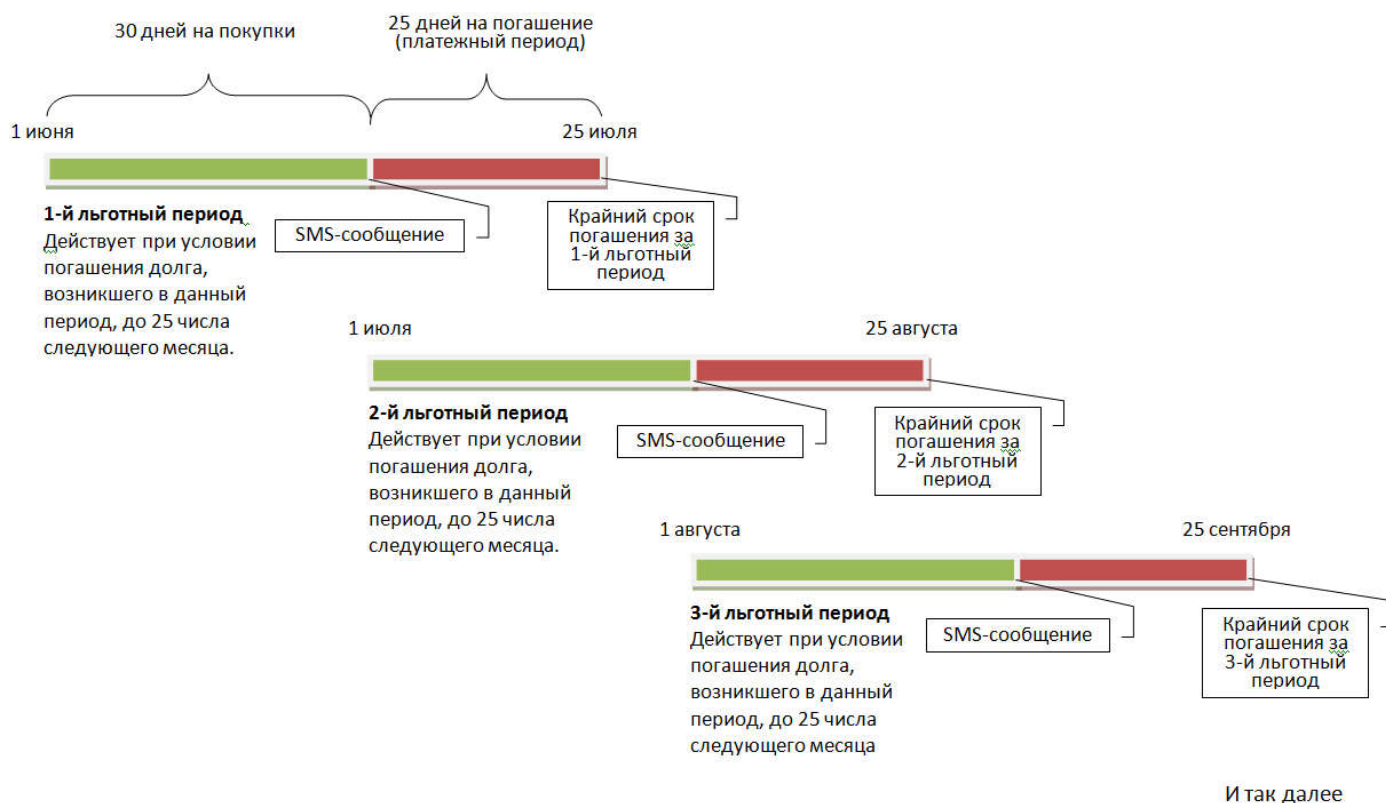 30 дней на покупки
25 дней на погашение
(платежный период)
1 июня
25 июля
1-й льготный период
Действует при условии
погашения долга,
возникшего в данный
период, до 25 числа
следующего месяца.
SMS-сообщение
Крайний срок
погашения за
1-й льготный
период
1 июля
25 августа
2-й льготный период
Действует при условии
погашения долга,
возникшего в данный
период, до 25 числа
следующего месяца.
SMS-сообщение
Крайний срок
погашения за
2-й льготный
период
1 августа
25 сентября
3-й льготный период
Действует при условии
погашения долга,
возникшего в данный
период, до 25 числа
следующего месяца
SMS-сообщение
Крайний срок
погашения за
3-й льготный
период
И так далее